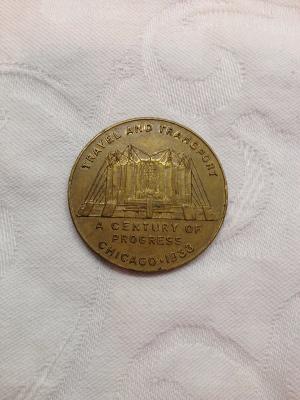 TRAVEL AND TRANSPORT
A CENTURY OF
PROGRESS
CHICAGO · 1933